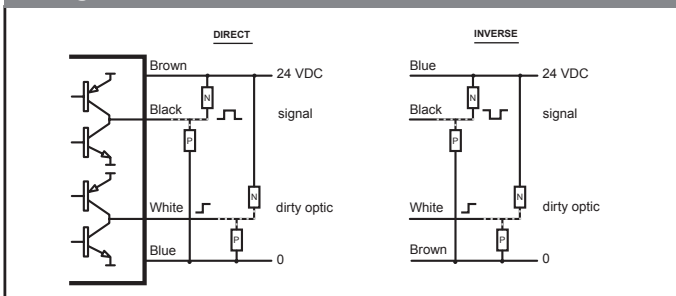 DIRECT
INVERSE
Brown
24 VDC
Blue
24 VDC
N
N
Black
signal
Black
signal
P
P
N
N
White
dirty optic
White
dirty optic
P
P
Blue
0
Brown
0